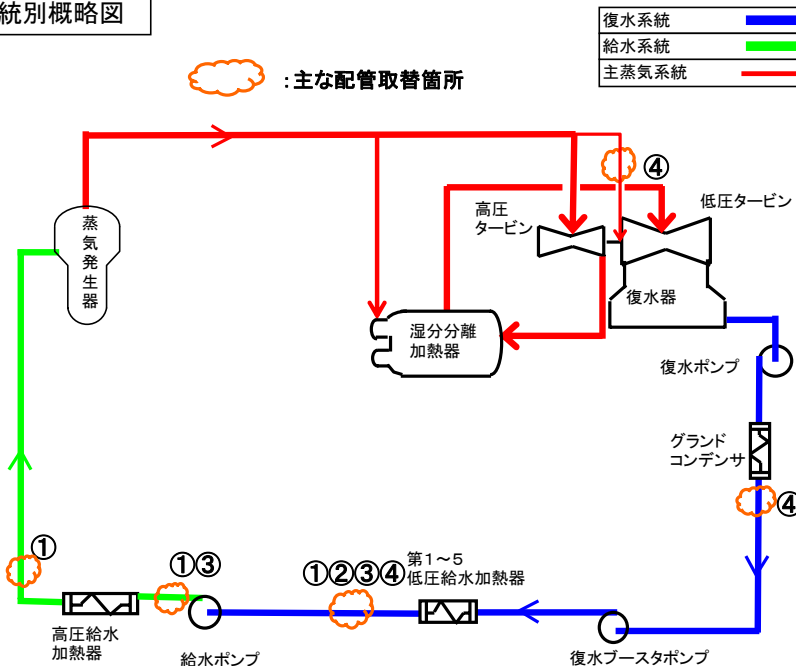 統別概略図
復水系統
給水系統
主蒸気系統
：主な配管取替箇所
④
高圧
タービン
低圧タービン
蒸気発生器
復水器
湿分分離
加熱器
復水ポンプ
グランド
コンデンサ
④
①
①③
①②③④
第1～5
低圧給水加熱器
高圧給水
加熱器
給水ポンプ
復水ブースタポンプ